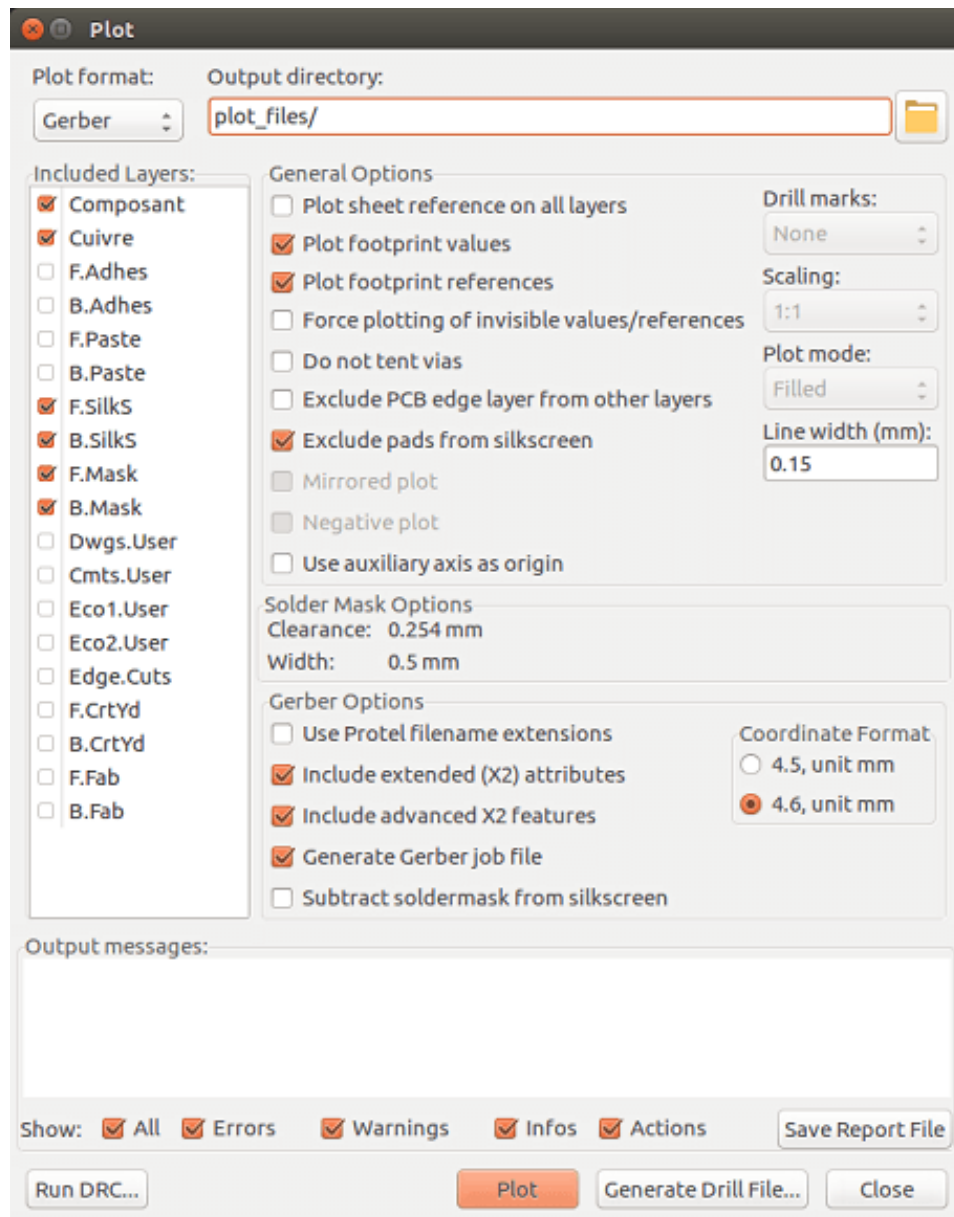 Plot
Plot format:
Output directory:
Gerber
plot_files/
Included Layers:
Composant
Cuivre
F.Adhes
B.Adhes
F.Paste
B.Paste
F.SilkS
B.SilkS
F.Mask
B.Mask
Dwgs.User
Cmts.User
Eco1.User
Eco2.User
Edge.Cuts
F.CrtYd
B.CrtYd
F.Fab
B.Fab
General Options
Plot sheet reference on all layers
Plot footprint values
Plot footprint references
Force plotting of invisible values/references
Do not tent vias
Exclude PCB edge layer from other layers
Exclude pads from silkscreen
Mirrored plot
Negative plot
Use auxiliary axis as origin
Drill marks:
None
Scaling:
1:1
Plot mode:
Filled
Line width (mm):
0.15
Solder Mask Options
Clearance: 0.254 mm
Width: 0.5 mm
Gerber Options
Use Protel filename extensions
Include extended (X2) attributes
Include advanced X2 features
Generate Gerber job file
Subtract soldermask from silkscreen
Coordinate Format
4.5, unit mm
4.6, unit mm
Output messages:
Show: All Errors Warnings Infos Actions Save Report File
Run DRC... Plot Generate Drill File... Close